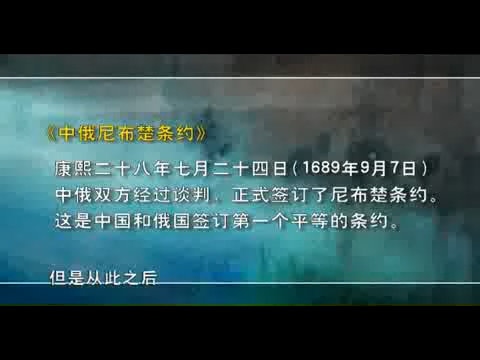 《中俄尼布楚条约》
康熙二十八年七月二十四日(1689年9月7日)
中俄双方经过谈判，正式签订了尼布楚条约。
这是中国和俄国签订第一个平等的条约。
但是从此之后